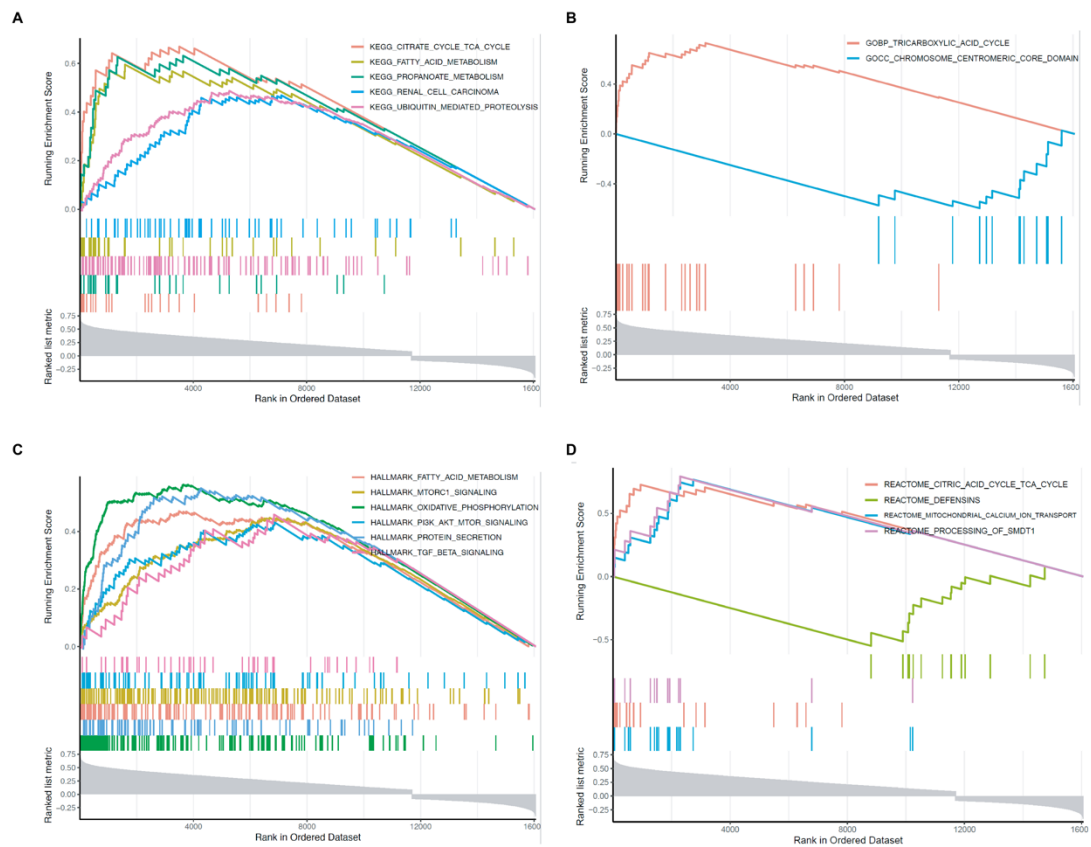 A
KEGG_CITRATE_CYCLE_TCA_CYCLE
KEGG_FATTY_ACID_METABOLISM
KEGG_PROPANOATE_METABOLISM
KEGG_RENAL_CELL_CARCINOMA
KEGG_UBIQUITIN_MEDIATED_PROTEOLYSIS
Running Enrichment Score
0.6
0.4
0.2
0.0
Ranked list metric
0.75
0.50
0.25
0.00
−0.25
4000
8000
12000
1600
Rank in Ordered Dataset
B
GOBP_TRICARBOXYLIC_ACID_CYCLE
GOCC_CHROMOSOME_CENTROMERIC_CORE_DOMAIN
Running Enrichment Score
0.4
0.0
−0.4
Ranked list metric
0.75
0.50
0.25
0.00
−0.25
4000
8000
12000
1600
Rank in Ordered Dataset
C
HALLMARK_FATTY_ACID_METABOLISM
HALLMARK_MTORC1_SIGNALING
HALLMARK_OXIDATIVE_PHOSPHORYLATION
HALLMARK_PI3K_AKT_MTOR_SIGNALING
HALLMARK_PROTEIN_SECRETION
HALLMARK_TGF_BETA_SIGNALING
Running Enrichment Score
0.4
0.2
0.0
Ranked list metric
0.75
0.50
0.25
0.00
−0.25
4000
8000
12000
1600
Rank in Ordered Dataset
D
REACTOME_CITRIC_ACID_CYCLE_TCA_CYCLE
REACTOME_DEFENSINS
REACTOME_MITOCHONDRIAL_CALCIUM_ION_TRANSPORT
REACTOME_PROCESSING_OF_SMDT1
Running Enrichment Score
0.5
0.0
−0.5
Ranked list metric
0.75
0.50
0.25
0.00
−0.25
4000
8000
12000
1600
Rank in Ordered Dataset